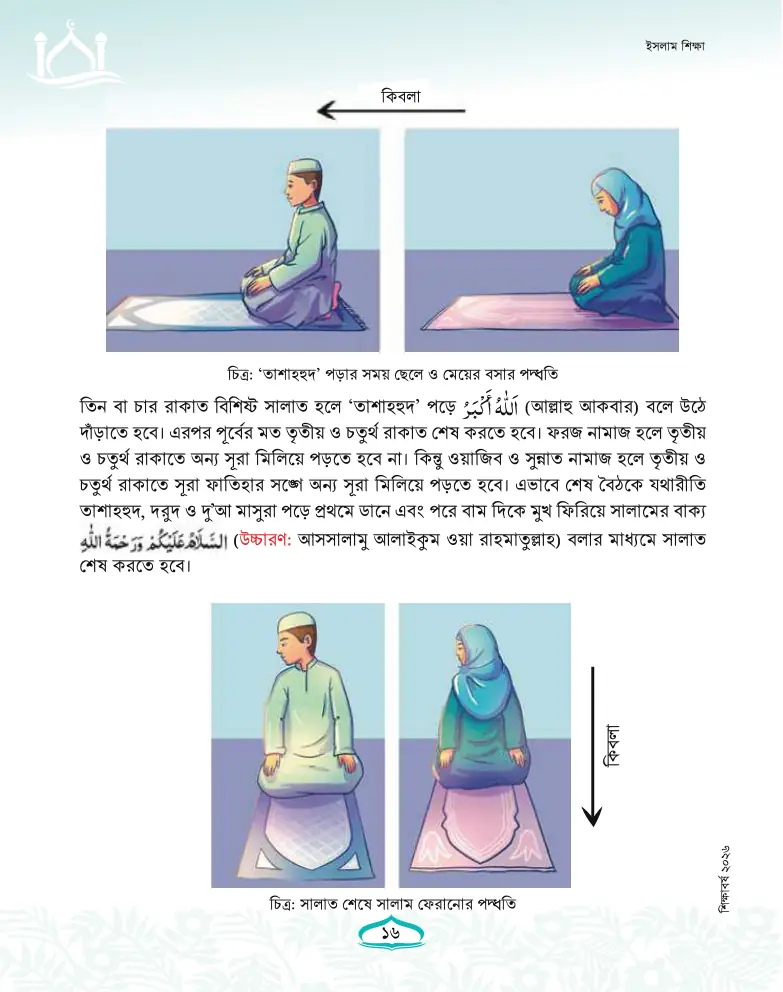 ইসলাম শিক্ষা
কিবলা
চিত্র: ‘তাশাহহুদ’ পড়ার সময় ছেলে ও মেয়ের বসার পদ্ধতি
তিন বা চার রাকাত বিশিষ্ট সালাত হলে ‘তাশাহহুদ’ পড়ে اَللّٰهُ أَكْبَرُ (আল্লাহু আকবার) বলে উঠে
দাঁড়াতে হবে। এরপর পূর্বের মত তৃতীয় ও চতুর্থ রাকাত শেষ করতে হবে। ফরজ নামাজ হলে তৃতীয়
ও চতুর্থ রাকাতে অন্য সূরা মিলিয়ে পড়তে হবে না। কিন্তু ওয়াজিব ও সুন্নাত নামাজ হলে তৃতীয় ও
চতুর্থ রাকাতে সূরা ফাতিহার সঙ্গে অন্য সূরা মিলিয়ে পড়তে হবে। এভাবে শেষ বৈঠকে যথারীতি
তাশাহহুদ, দরুদ ও দু’আ মাসুরা পড়ে প্রথমে ডানে এবং পরে বাম দিকে মুখ ফিরিয়ে সালামের বাক্য
السَّلَامُ عَلَيْكُمْ وَرَحْمَةُ اللّٰهِ (উচ্চারণ: আসসালামু আলাইকুম ওয়া রাহমাতুল্লাহ) বলার মাধ্যমে সালাত
শেষ করতে হবে।
কিবলা
চিত্র: সালাত শেষে সালাম ফেরানোর পদ্ধতি
১৬
শিক্ষাবর্ষ ২০২৬